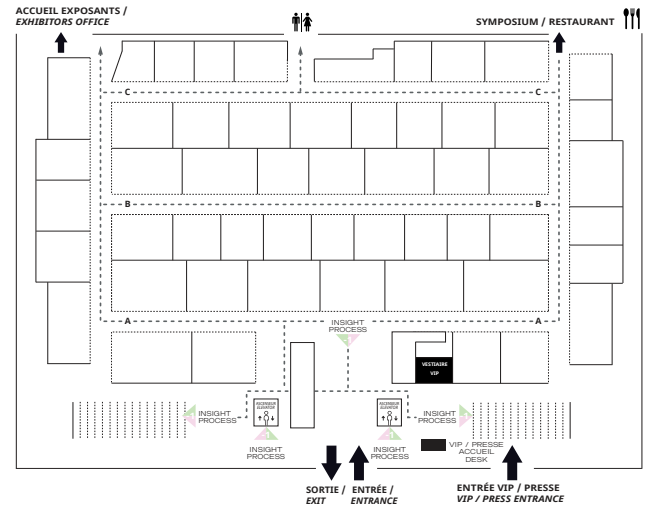 ACCUEIL EXPOSANTS /
EXHIBITORS OFFICE
SYMPOSIUM / RESTAURANT
C
C
B
B
A
A
INSIGHT
PROCESS
VESTIAIRE
VIP
ASCENSEUR
ELEVATOR
ASCENSEUR
ELEVATOR
INSIGHT
PROCESS
INSIGHT
PROCESS
INSIGHT
PROCESS
INSIGHT
PROCESS
VIP / PRESSE
ACCUEIL
DESK
SORTIE /
EXIT
ENTRÉE /
ENTRANCE
ENTRÉE VIP / PRESSE
VIP / PRESS ENTRANCE